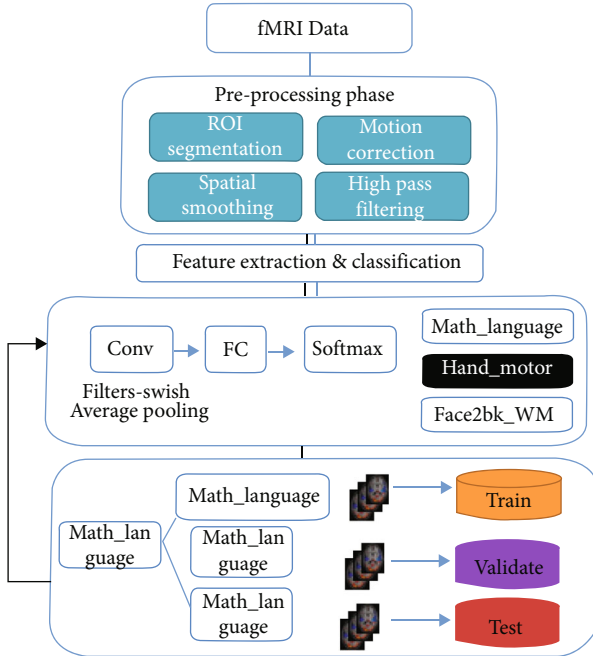 fMRI Data
Pre-processing phase
ROI
segmentation
Motion
correction
Spatial
smoothing
High pass
filtering
Feature extraction & classification
Conv
FC
Softmax
Filters-swish
Average pooling
Math_language
Hand_motor
Face2bk_WM
Math_lan
guage
Math_language
Math_lan
guage
Math_lan
guage
Train
Validate
Test